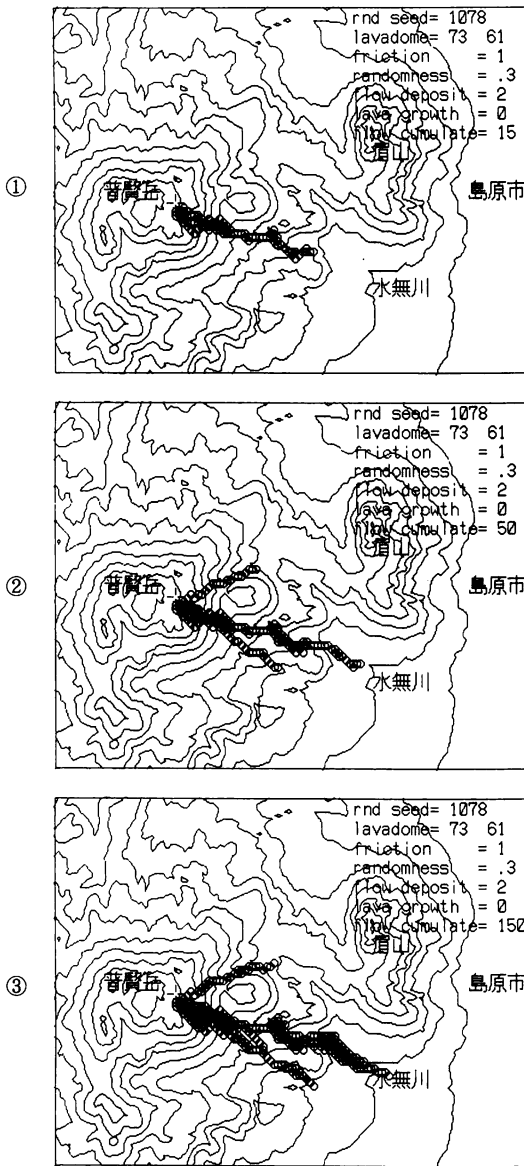 ①
rnd seed= 1078
lavadome= 73 61
friction = 1
randomness = .3
flow deposit = 2
lava growth = 0
flow cumulate= 15
眉山
普賢岳
島原市
水無川
②
rnd seed= 1078
lavadome= 73 61
friction = 1
randomness = .3
flow deposit = 2
lava growth = 0
flow cumulate= 50
眉山
普賢岳
島原市
水無川
③
rnd seed= 1078
lavadome= 73 61
friction = 1
randomness = .3
flow deposit = 2
lava growth = 0
flow cumulate= 150
眉山
普賢岳
島原市
水無川